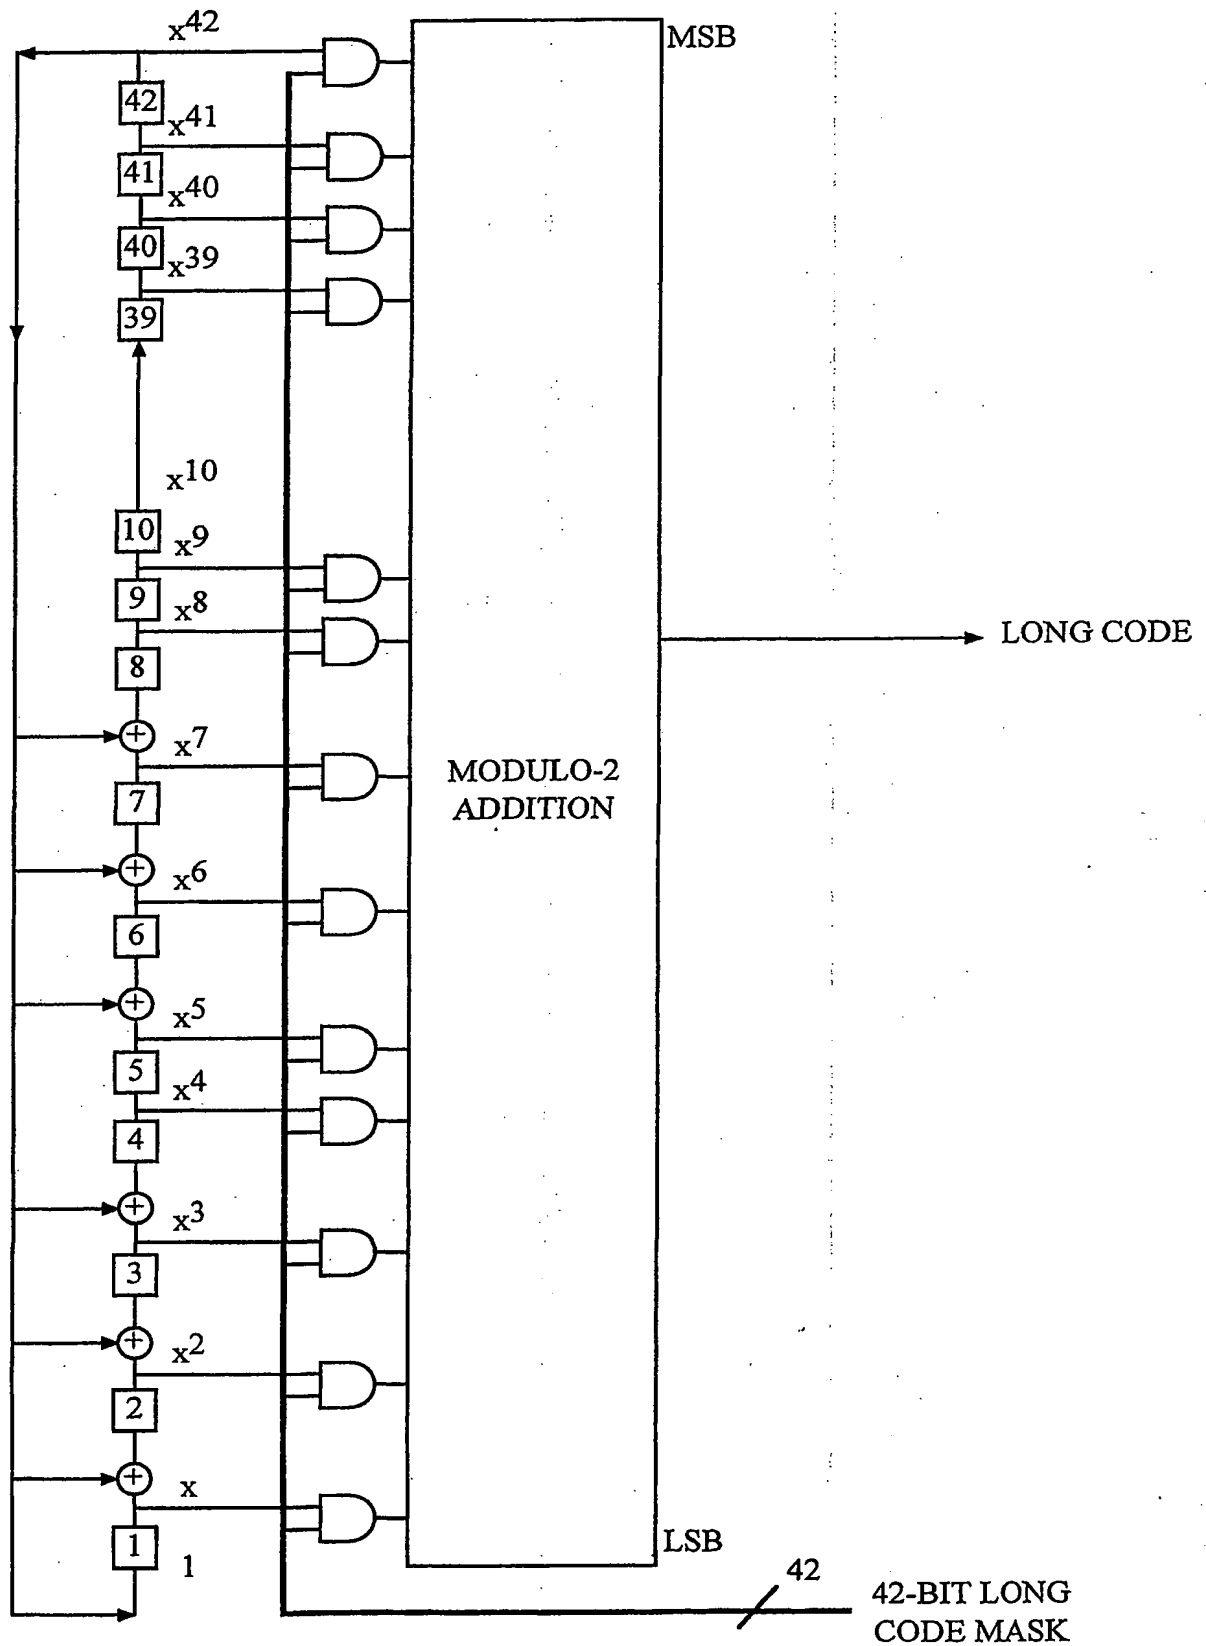 x42
MSB
42
x41
41
x40
40
x39
39
x10
10
x9
9
x8
8
LONG CODE
x7
7
MODULO-2
ADDITION
+
x6
6
+
x5
5
+
x4
4
x3
3
+
x2
2
+
x
1
+
LSB
1
42
42-BIT LONG
CODE MASK